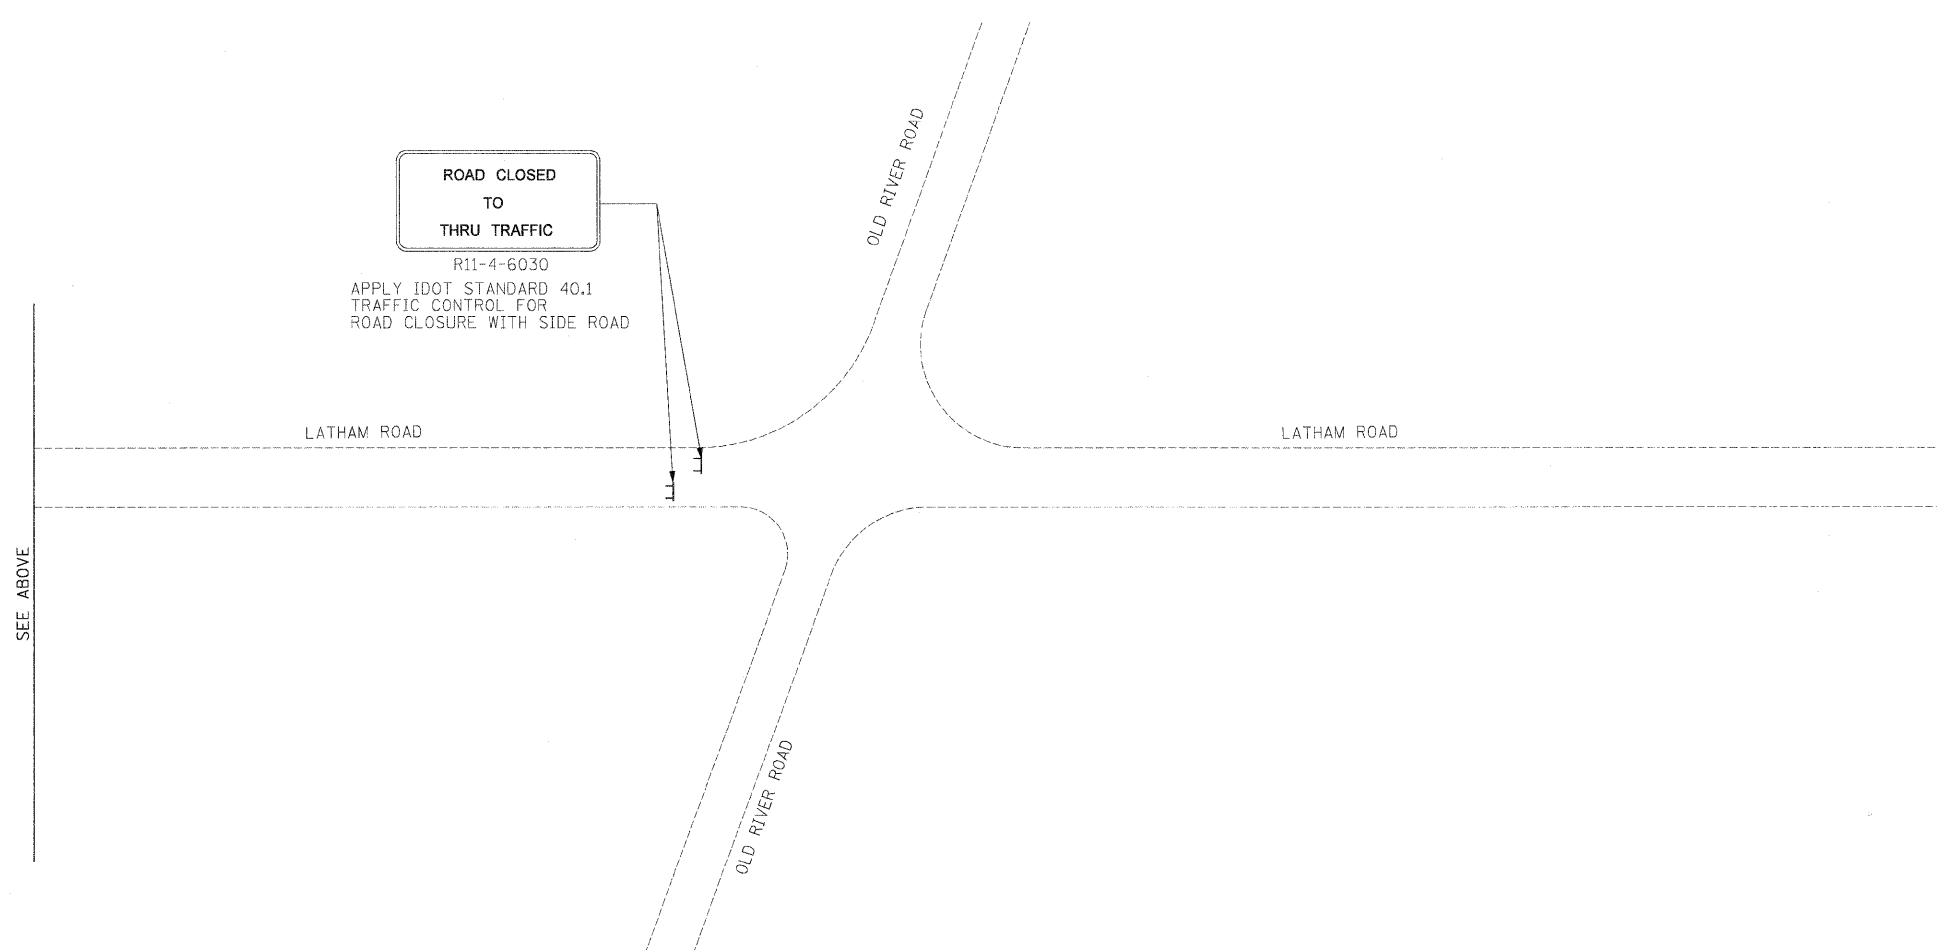 OLD RIVER ROAD
ROAD CLOSED
TO
THRU TRAFFIC
R11-4-6030
APPLY IDOT STANDARD 40.1
TRAFFIC CONTROL FOR
ROAD CLOSURE WITH SIDE ROAD
LATHAM ROAD
LATHAM ROAD
SEE ABOVE
OLD RIVER ROAD